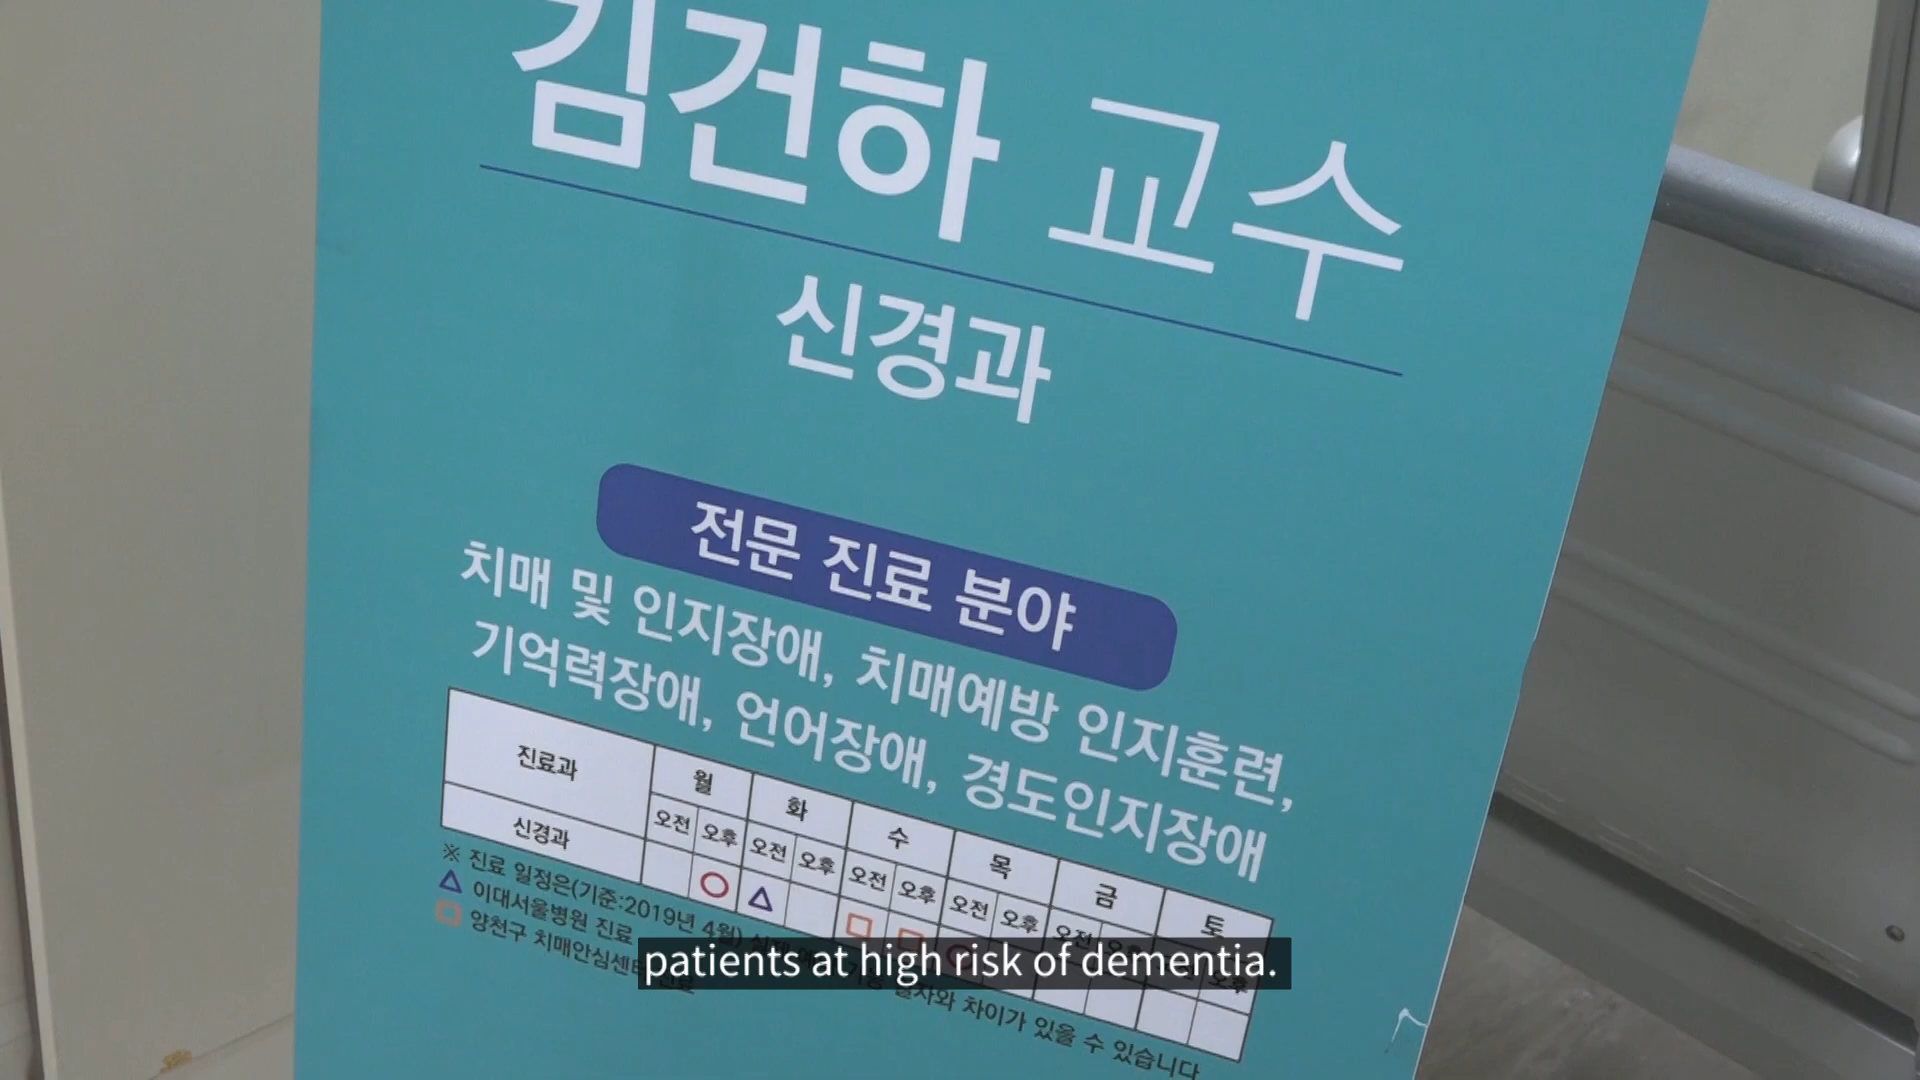 김건하 교수
신경과
전문 진료 분야
치매 및 인지장애, 치매예방 인지훈련,
기억력장애, 언어장애, 경도인지장애
진료과 월 화 수 목 금 토
오전 오후 오전 오후 오전 오후 오전 오후 오전 오후 오후
신경과 ○ △ □ □
※ 진료 일정은(기준:2019년 4월) 차이가 있을 수 있습니다
△ 이대서울병원 진료
□ 양천구 치매안심센터 진료
patients at high risk of dementia.